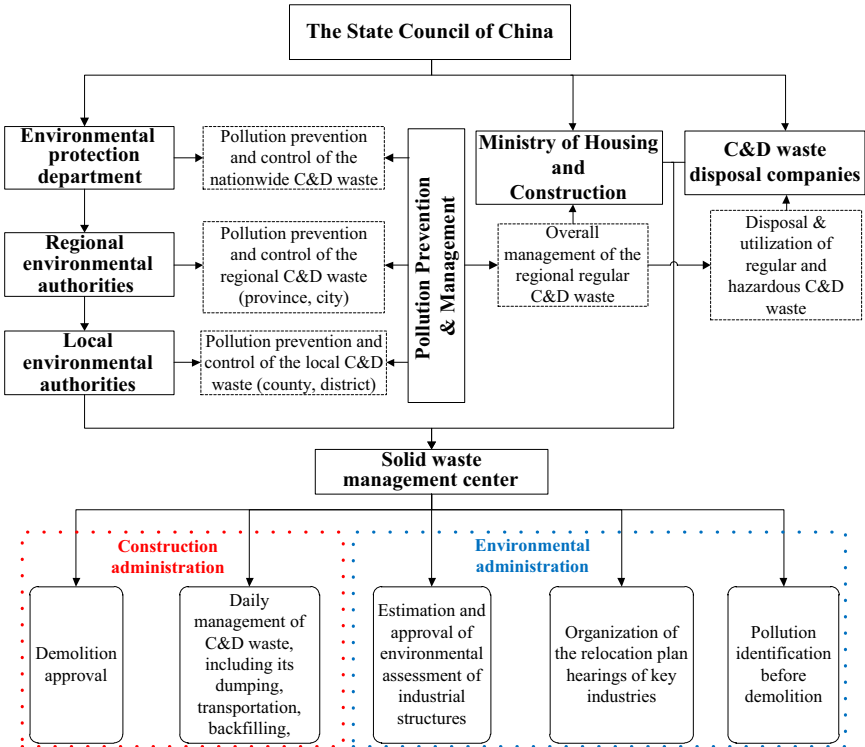 The State Council of China
Environmental
protection
department
Pollution prevention
and control of the
nationwide C&D waste
Pollution Prevention
& Management
Ministry of Housing
and
Construction
C&D waste
disposal companies
Regional
environmental
authorities
Pollution prevention
and control of the
regional C&D waste
(province, city)
Overall
management of the
regional regular
C&D waste
Disposal &
utilization of
regular and
hazardous C&D
waste
Local
environmental
authorities
Pollution prevention and
control of the local C&D
waste (county, district)
Solid waste
management center
Construction
administration
Environmental
administration
Demolition
approval
Daily
management of
C&D waste,
including its
dumping,
transportation,
backfilling,
Estimation and
approval of
environmental
assessment of
industrial
structures
Organization of
the relocation plan
hearings of key
industries
Pollution
identification
before
demolition